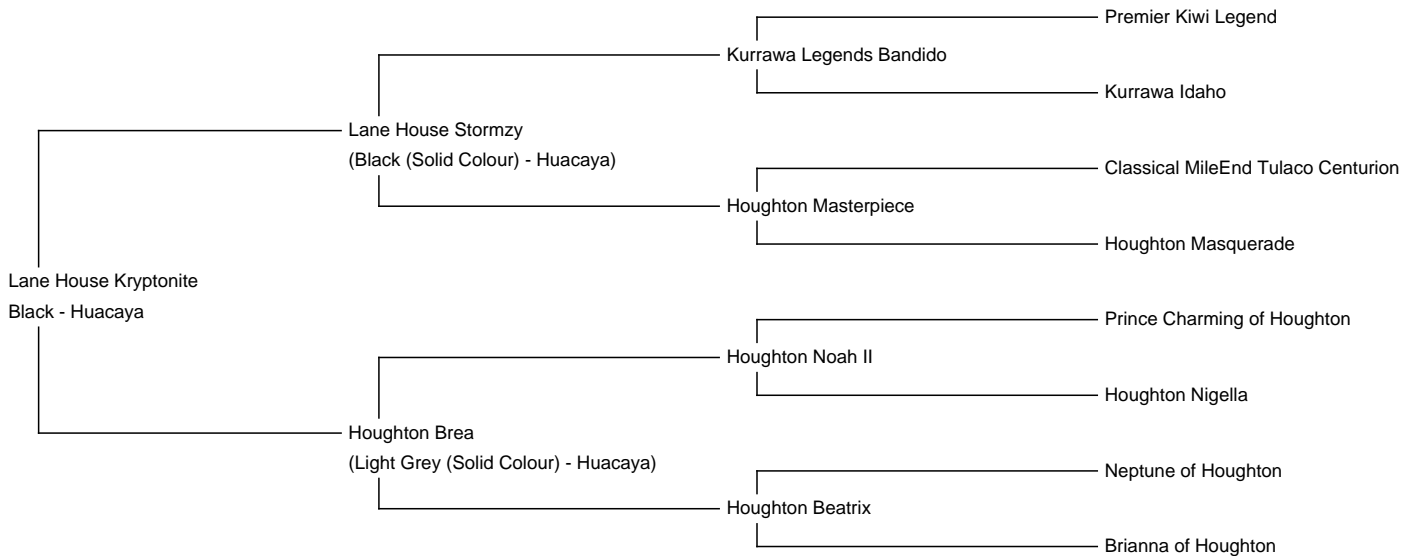 Premier Kiwi Legend
Kurrawa Legends Bandido
Kurrawa Idaho
Lane House Stormzy
(Black (Solid Colour) - Huacaya)
Classical MileEnd Tulaco Centurion
Houghton Masterpiece
Houghton Masquerade
Lane House Kryptonite
Black - Huacaya
Prince Charming of Houghton
Houghton Noah II
Houghton Nigella
Houghton Brea
(Light Grey (Solid Colour) - Huacaya)
Neptune of Houghton
Houghton Beatrix
Brianna of Houghton